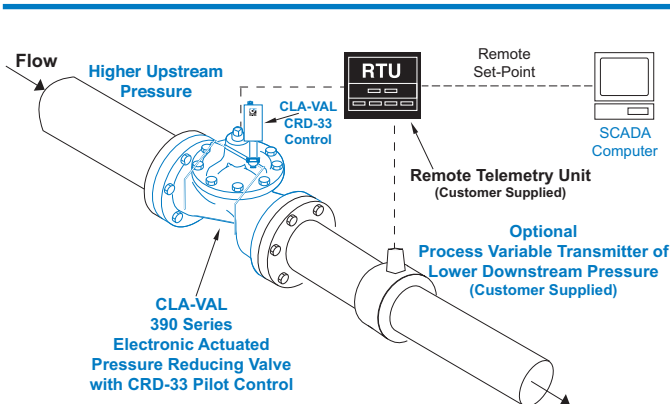 Flow
Higher Upstream
Pressure
CLA-VAL
CRD-33
Control
RTU
Remote
Set-Point
SCADA
Computer
Remote Telemetry Unit
(Customer Supplied)
Optional
Process Variable Transmitter of
Lower Downstream Pressure
(Customer Supplied)
CLA-VAL
390 Series
Electronic Actuated
Pressure Reducing Valve
with CRD-33 Pilot Control